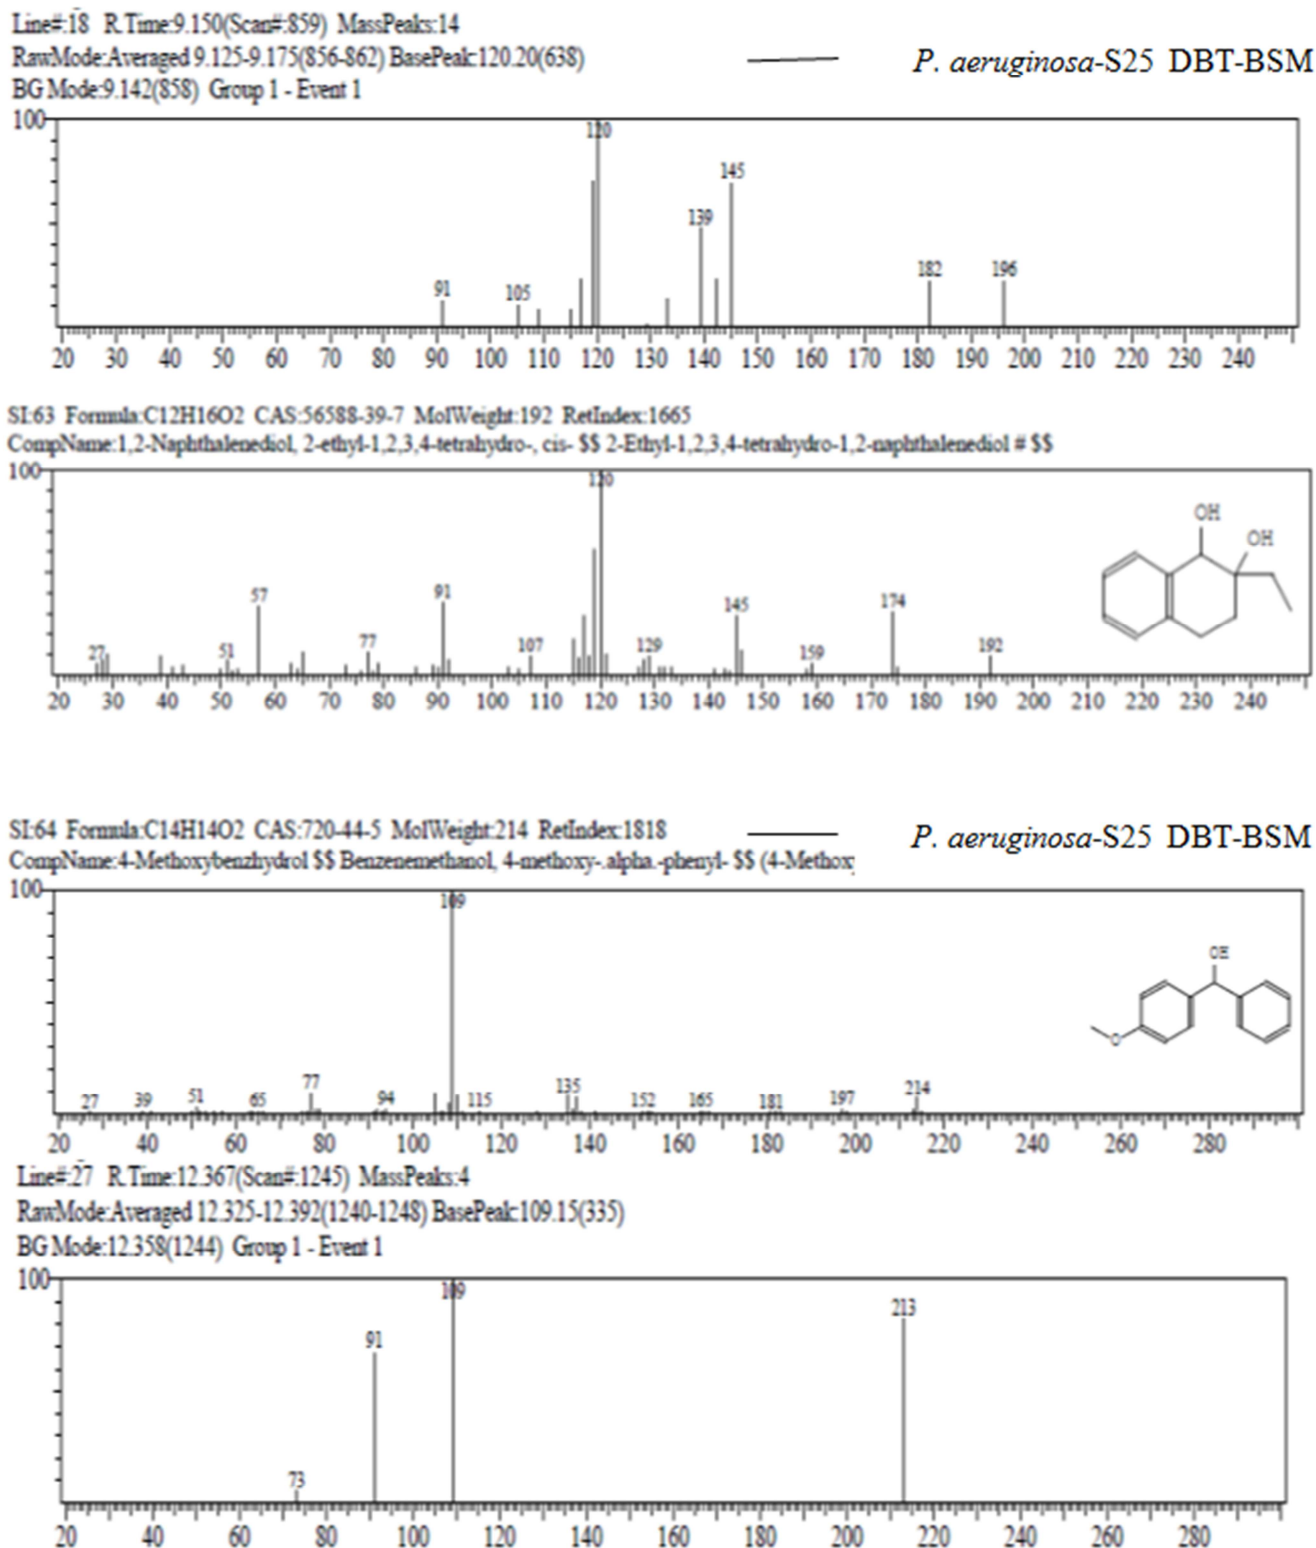 Line#:18 R.Time:9.150(Scan#:859) MassPeaks:14
RawMode:Averaged 9.125-9.175(856-862) BasePeak:120.20(638)
BG Mode:9.142(858) Group 1 - Event 1
P. aeruginosa-S25 DBT-BSM
100
120
145
139
182 196
91
105
20 30 40 50 60 70 80 90 100 110 120 130 140 150 160 170 180 190 200 210 220 230 240
SI:63 Formula:C12H16O2 CAS:56588-39-7 MolWeight:192 RetIndex:1665
CompName:1,2-Naphthalenediol, 2-ethyl-1,2,3,4-tetrahydro-, cis- $$ 2-Ethyl-1,2,3,4-tetrahydro-1,2-naphthalenediol # $$
100
120
OH
OH
57 91 145 174
27 51 77 107 129 159 192
20 30 40 50 60 70 80 90 100 110 120 130 140 150 160 170 180 190 200 210 220 230 240
SI:64 Formula:C14H14O2 CAS:720-44-5 MolWeight:214 RetIndex:1818
P. aeruginosa-S25 DBT-BSM
CompName:4-Methoxybenzhydrol $$ Benzenemethanol, 4-methoxy-.alpha.-phenyl- $$ (4-Methoxy
100
109
OH
O
27 39 51 65 77 94 115 135 152 165 181 197 214
20 40 60 80 100 120 140 160 180 200 220 240 260 280
Line#:27 R.Time:12.367(Scan#:1245) MassPeaks:4
RawMode:Averaged 12.325-12.392(1240-1248) BasePeak:109.15(335)
BG Mode:12.358(1244) Group 1 - Event 1
100
109
213
91
73
20 40 60 80 100 120 140 160 180 200 220 240 260 280